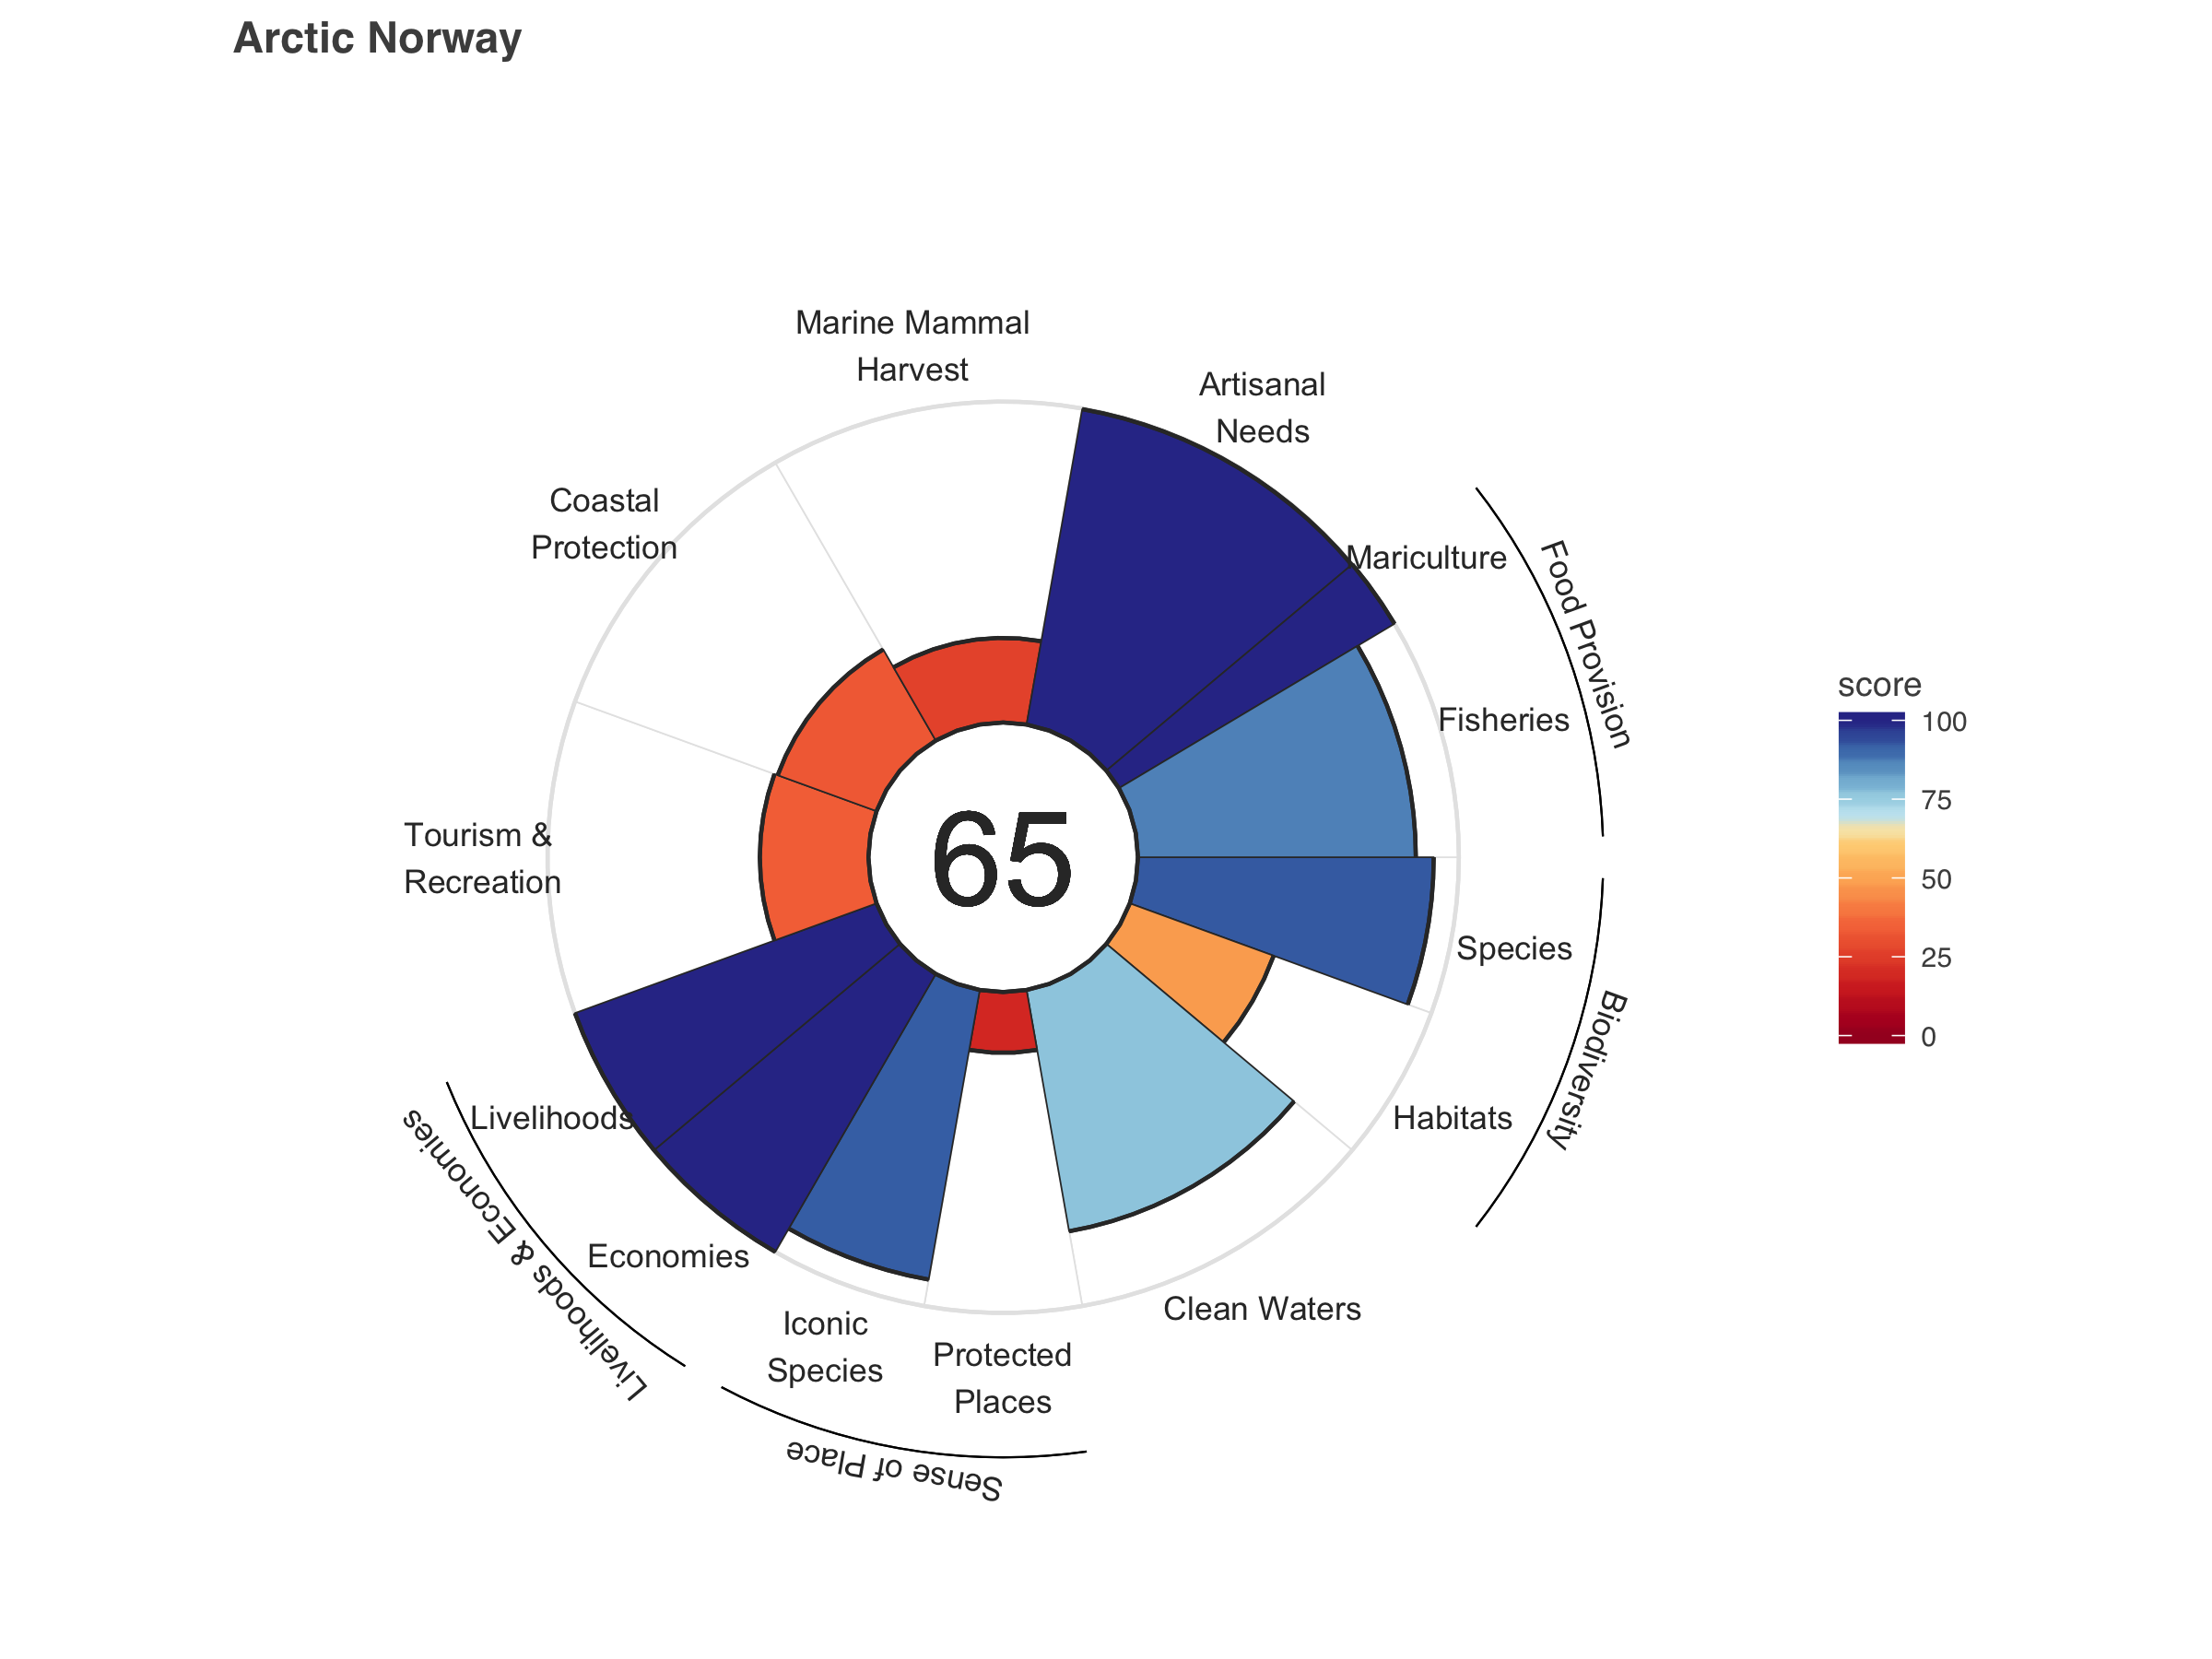 Arctic Norway
Marine Mammal
Harvest
Artisanal
Needs
Coastal
Protection
Mariculture
Food Provision
Fisheries
Tourism &
Recreation
65
Species
Biodiversity
Habitats
Livelihoods
Livelihoods & Economies
Economies
Clean Waters
Iconic
Species
Protected
Places
Sense of Place
score
100
75
50
25
0